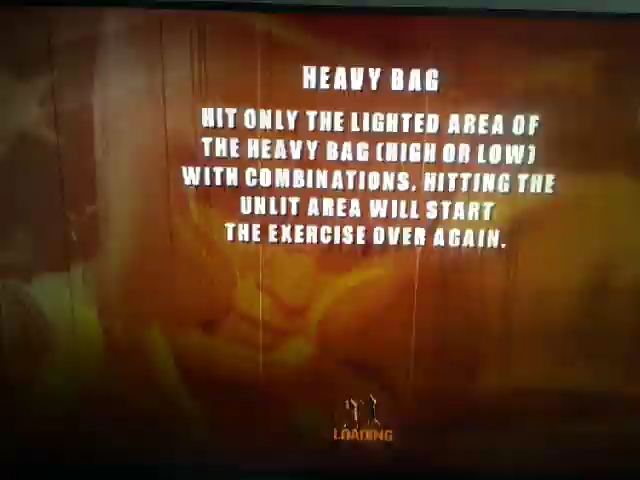 HEAVY BAG
HIT ONLY THE LIGHTED AREA OF
THE HEAVY BAG (HIGH OR LOW)
WITH COMBINATIONS. HITTING THE
UNLIT AREA WILL START
THE EXERCISE OVER AGAIN.
LOADING